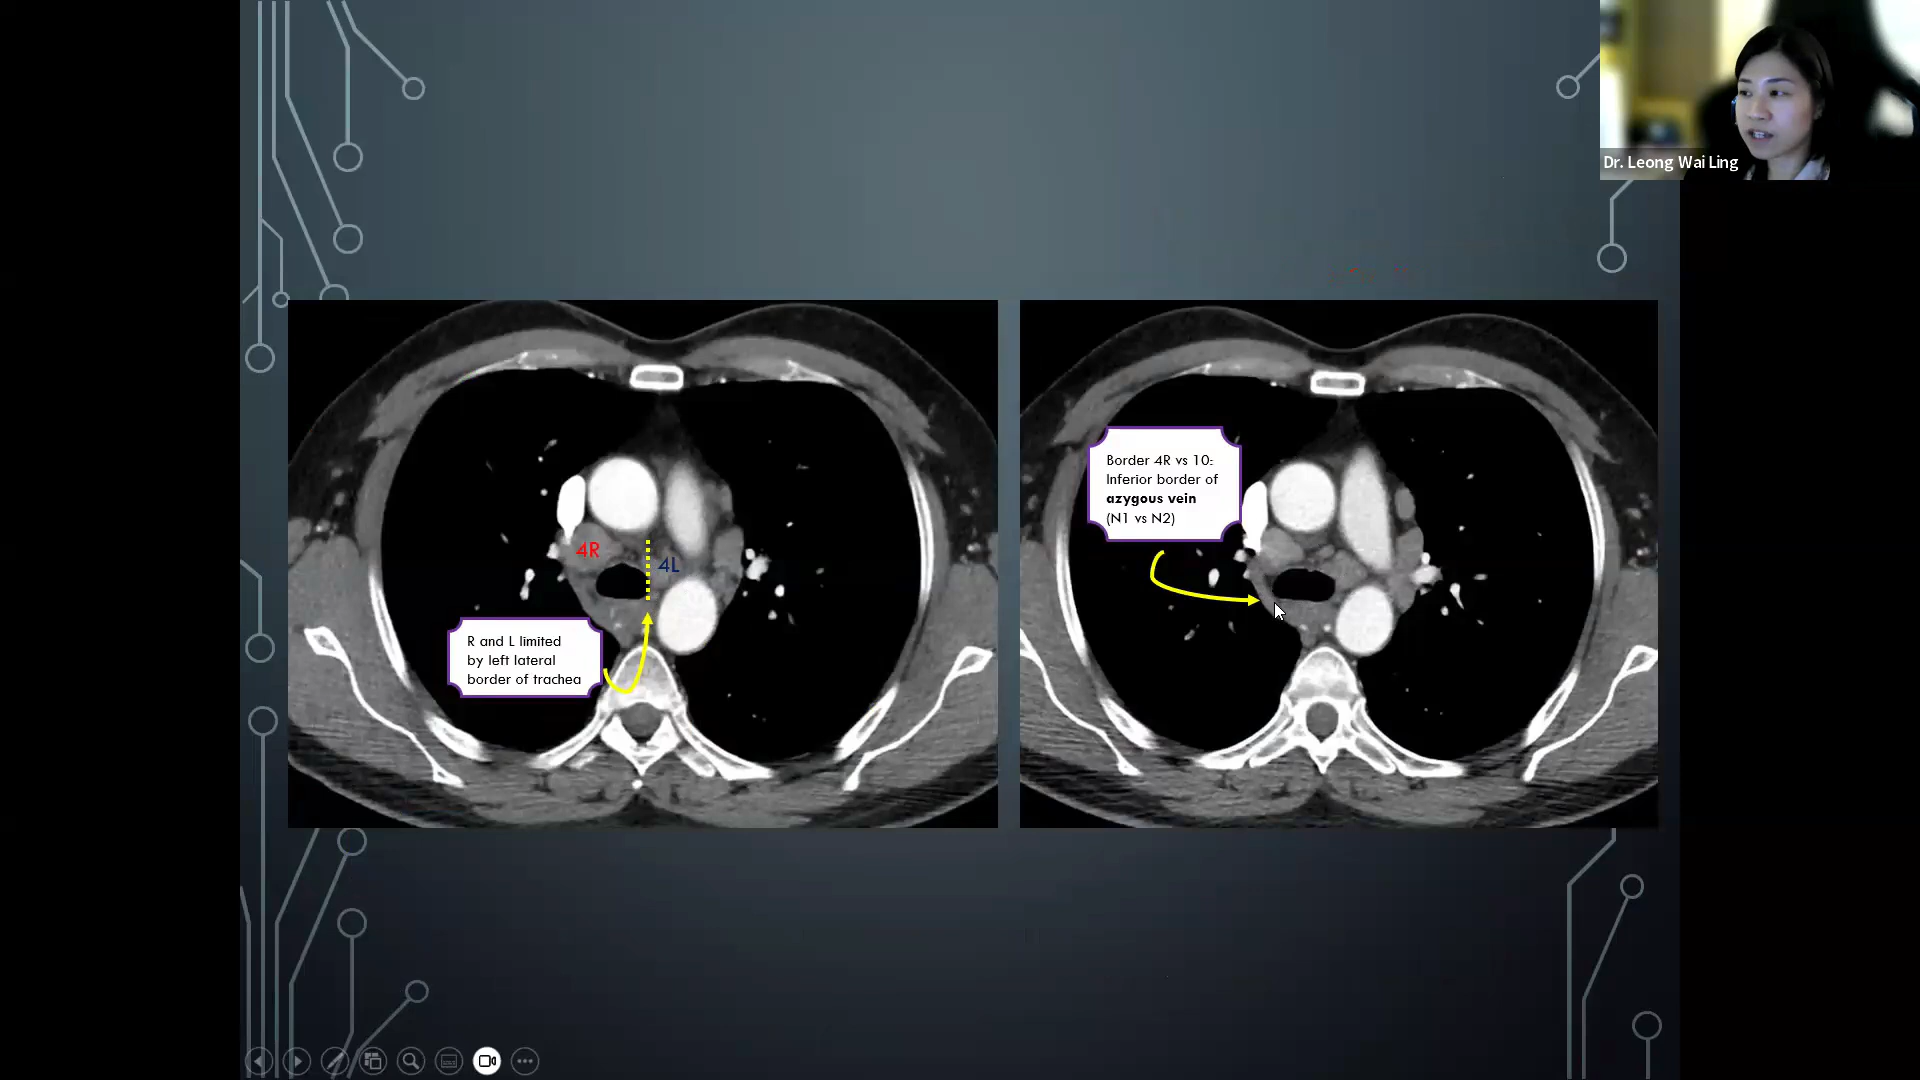 Dr. Leong Wai Ling
4R
4L
R and L limited
by left lateral
border of trachea
Border 4R vs 10:
Inferior border of
azygous vein
(N1 vs N2)